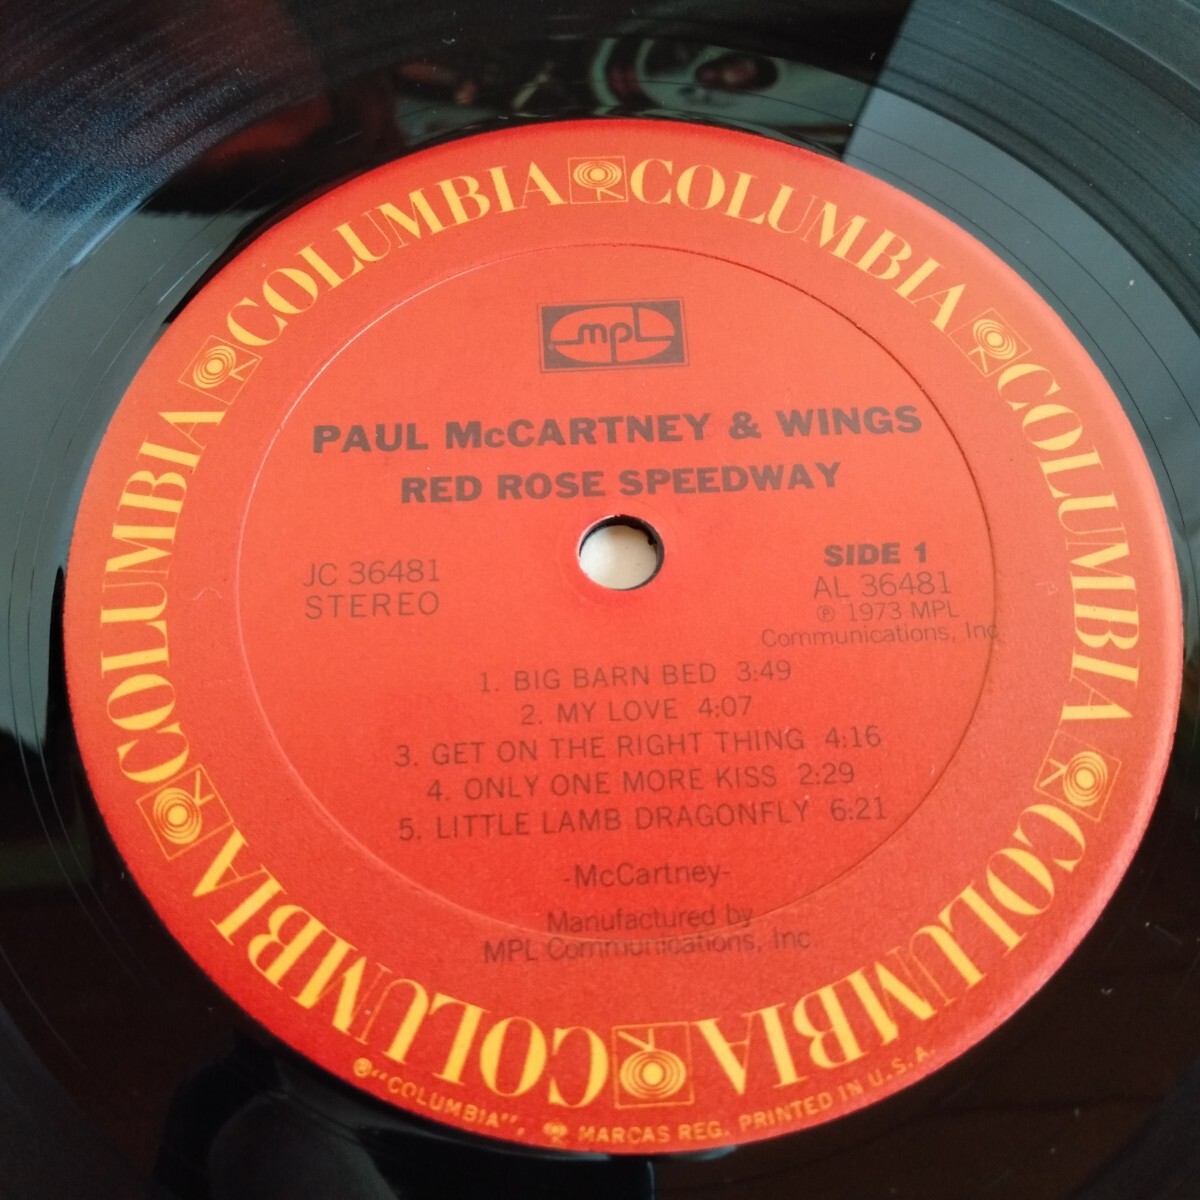 COLUMBIA COLUMBIA COLUMBIA COLUMBIA COLUMBIA COLUMBIA
mpl
PAUL McCARTNEY & WINGS
RED ROSE SPEEDWAY
JC 36481
STEREO
SIDE 1
AL 36481
℗ 1973 MPL
Communications, Inc.
1. BIG BARN BED 3:49
2. MY LOVE 4:07
3. GET ON THE RIGHT THING 4:16
4. ONLY ONE MORE KISS 2:29
5. LITTLE LAMB DRAGONFLY 6:21
-McCartney-
Manufactured by
MPL Communications, Inc.
®"COLUMBIA", MARCAS REG. PRINTED IN U.S.A.